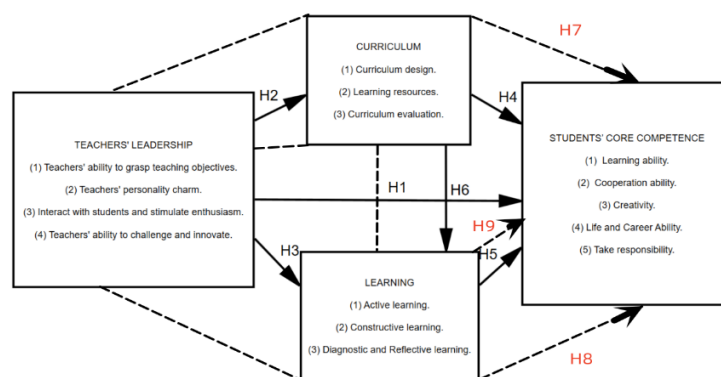 H7
CURRICULUM
(1) Curriculum design.
(2) Learning resources.
(3) Curriculum evaluation.
H2
H4
TEACHERS' LEADERSHIP
(1) Teachers' ability to grasp teaching objectives.
(2) Teachers' personality charm.
(3) Interact with students and stimulate enthusiasm.
(4) Teachers' ability to challenge and innovate.
STUDENTS' CORE COMPETENCE
(1) Learning ability.
(2) Cooperation ability.
(3) Creativity.
(4) Life and Career Ability.
(5) Take responsibility.
H1
H6
H9
H3
H5
LEARNING
(1) Active learning.
(2) Constructive learning.
(3) Diagnostic and Reflective learning.
H8